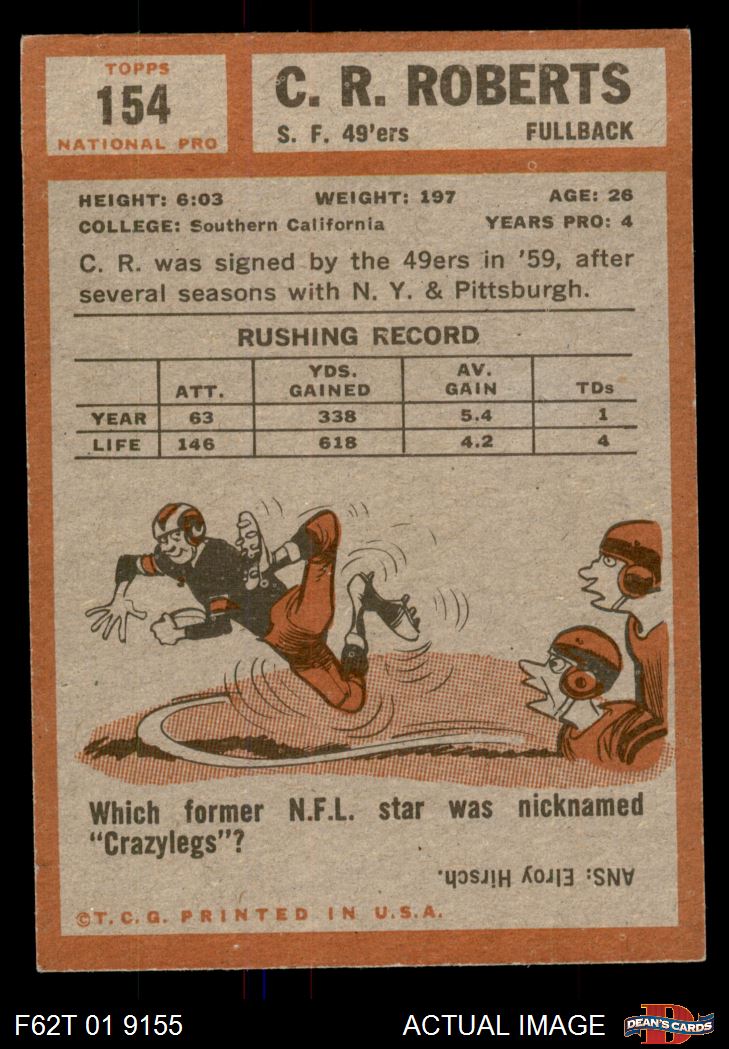 TOPPS
154
NATIONAL PRO
C. R. ROBERTS
S. F. 49'ers FULLBACK
HEIGHT: 6:03 WEIGHT: 197 AGE: 26
COLLEGE: Southern California YEARS PRO: 4
C. R. was signed by the 49ers in '59, after
several seasons with N. Y. & Pittsburgh.
RUSHING RECORD
ATT. YDS. GAINED AV. GAIN TDs
YEAR 63 338 5.4 1
LIFE 146 618 4.2 4
Which former N.F.L. star was nicknamed
"Crazylegs"?
ANS: Elroy Hirsch.
©T.C.G. PRINTED IN U.S.A.
F62T 01 9155 ACTUAL IMAGE D DEAN'S CARDS